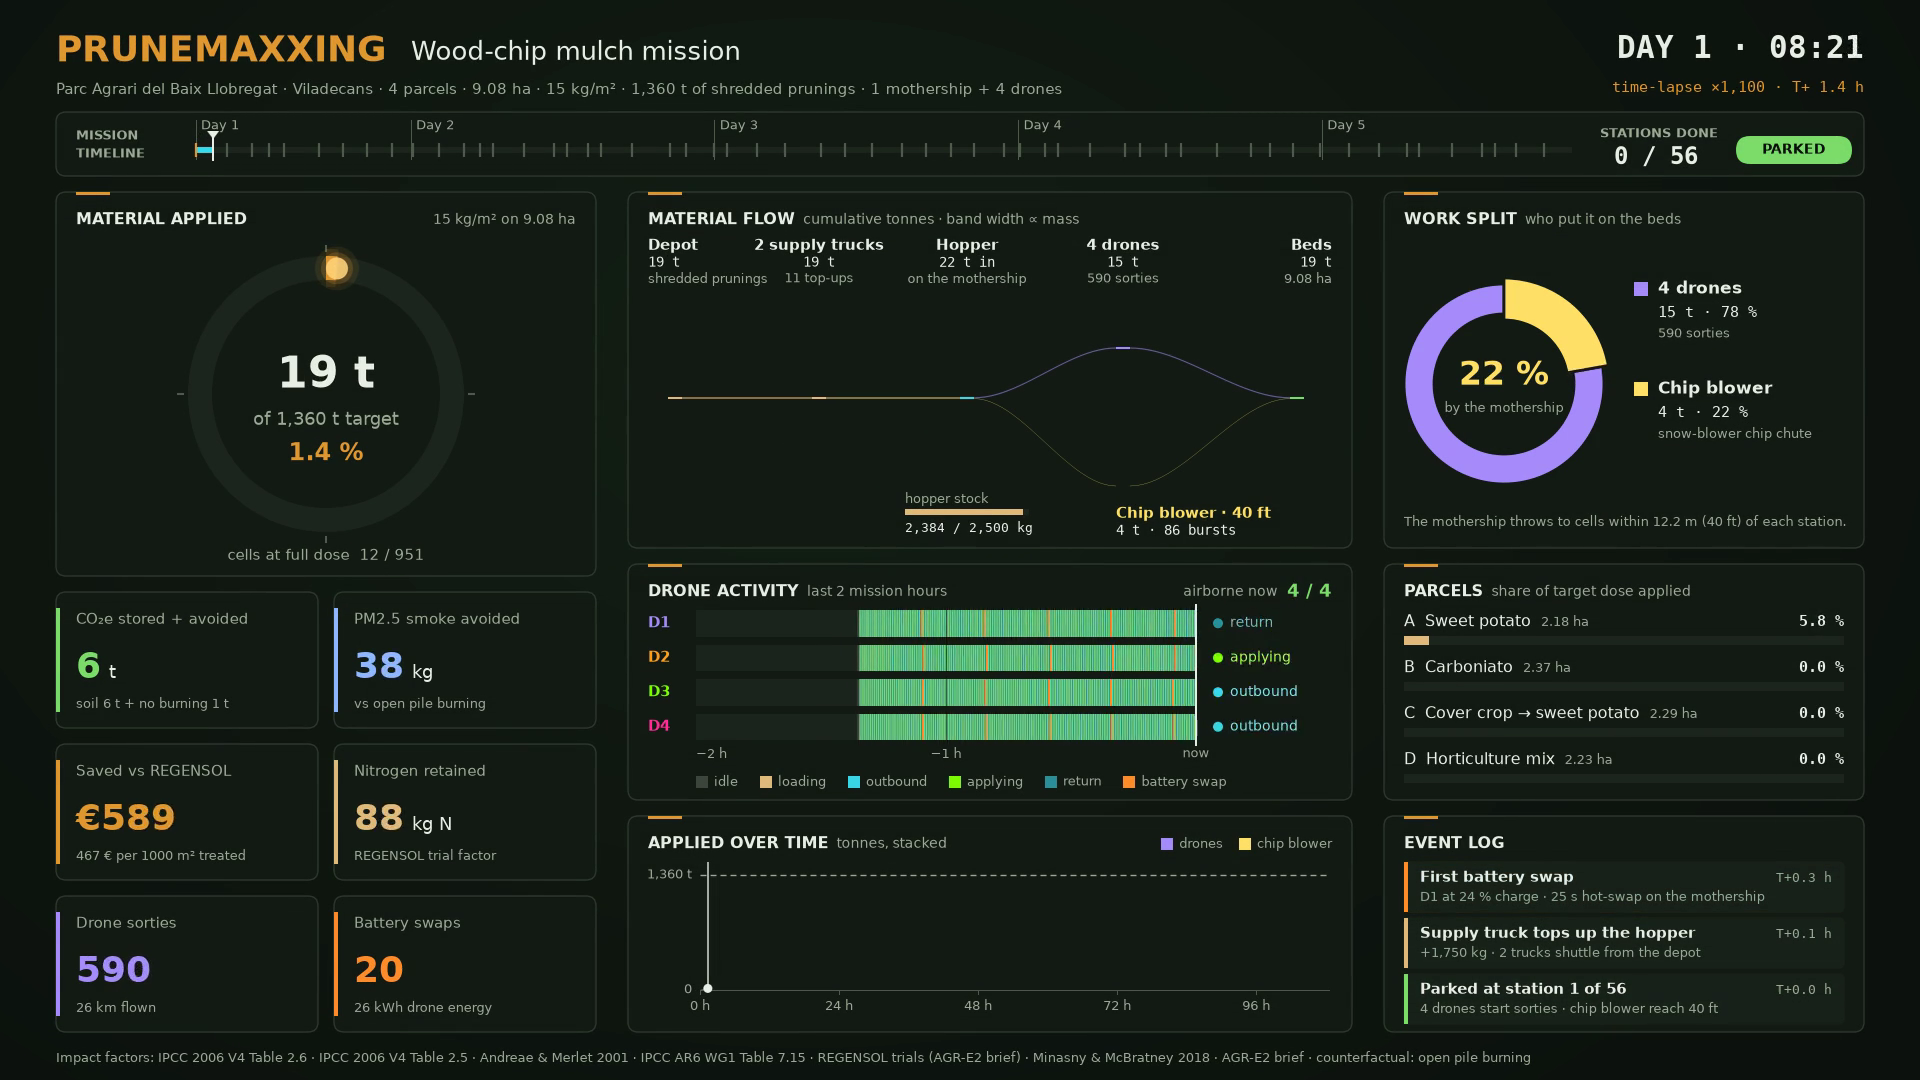 PRUNEMAXXING Wood-chip mulch mission
DAY 1 · 08:21
Parc Agrari del Baix Llobregat · Viladecans · 4 parcels · 9.08 ha · 15 kg/m² · 1,360 t of shredded prunings · 1 mothership + 4 drones
time-lapse ×1,100 · T+ 1.4 h
MISSION TIMELINE
Day 1
Day 2
Day 3
Day 4
Day 5
STATIONS DONE
0 / 56
PARKED
MATERIAL APPLIED
15 kg/m² on 9.08 ha
19 t
of 1,360 t target
1.4 %
cells at full dose 12 / 951
CO₂e stored + avoided
6 t
soil 6 t + no burning 1 t
PM2.5 smoke avoided
38 kg
vs open pile burning
Saved vs REGENSOL
€589
467 € per 1000 m² treated
Nitrogen retained
88 kg N
REGENSOL trial factor
Drone sorties
590
26 km flown
Battery swaps
20
26 kWh drone energy
MATERIAL FLOW cumulative tonnes · band width ∝ mass
Depot
19 t
shredded prunings
2 supply trucks
19 t
11 top-ups
Hopper
22 t in
on the mothership
4 drones
15 t
590 sorties
Beds
19 t
9.08 ha
hopper stock
2,384 / 2,500 kg
Chip blower · 40 ft
4 t · 86 bursts
DRONE ACTIVITY last 2 mission hours
airborne now 4 / 4
D1
return
D2
applying
D3
outbound
D4
outbound
−2 h
−1 h
now
idle
loading
outbound
applying
return
battery swap
APPLIED OVER TIME tonnes, stacked
drones
chip blower
1,360 t
0
0 h
24 h
48 h
72 h
96 h
WORK SPLIT who put it on the beds
22 %
by the mothership
4 drones
15 t · 78 %
590 sorties
Chip blower
4 t · 22 %
snow-blower chip chute
The mothership throws to cells within 12.2 m (40 ft) of each station.
PARCELS share of target dose applied
A Sweet potato 2.18 ha 5.8 %
B Carboniato 2.37 ha 0.0 %
C Cover crop → sweet potato 2.29 ha 0.0 %
D Horticulture mix 2.23 ha 0.0 %
EVENT LOG
First battery swap T+0.3 h
D1 at 24 % charge · 25 s hot-swap on the mothership
Supply truck tops up the hopper T+0.1 h
+1,750 kg · 2 trucks shuttle from the depot
Parked at station 1 of 56 T+0.0 h
4 drones start sorties · chip blower reach 40 ft
Impact factors: IPCC 2006 V4 Table 2.6 · IPCC 2006 V4 Table 2.5 · Andreae & Merlet 2001 · IPCC AR6 WG1 Table 7.15 · REGENSOL trials (AGR-E2 brief) · Minasny & McBratney 2018 · AGR-E2 brief · counterfactual: open pile burning